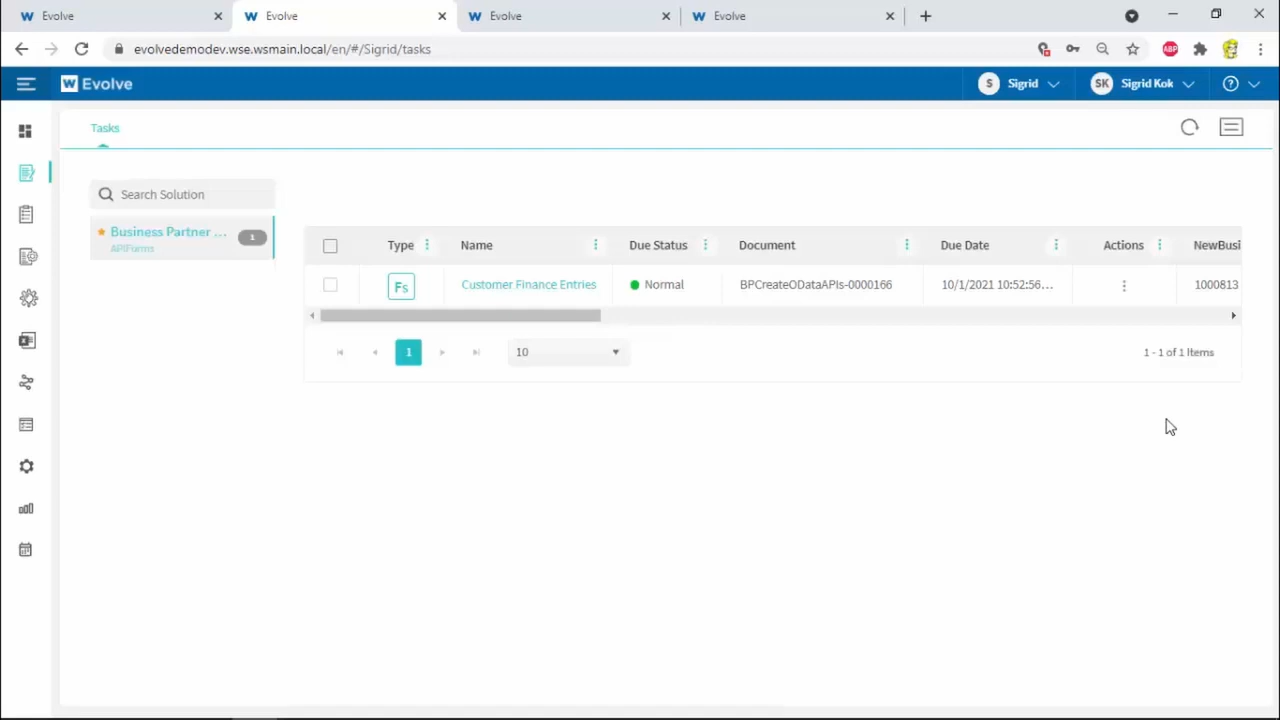 Evolve
Evolve
Evolve
Evolve
evolvedemodev.wse.wsmain.local/en/#/Sigrid/tasks
ABP
W Evolve
S Sigrid
SK Sigrid Kok
Tasks
Search Solution
Business Partner ...
APIForms
1
Type Name Due Status Document Due Date Actions NewBusi
Fs Customer Finance Entries Normal BPCreateODataAPIs-0000166 10/1/2021 10:52:56... 1000813
1 10 1 - 1 of 1 Items